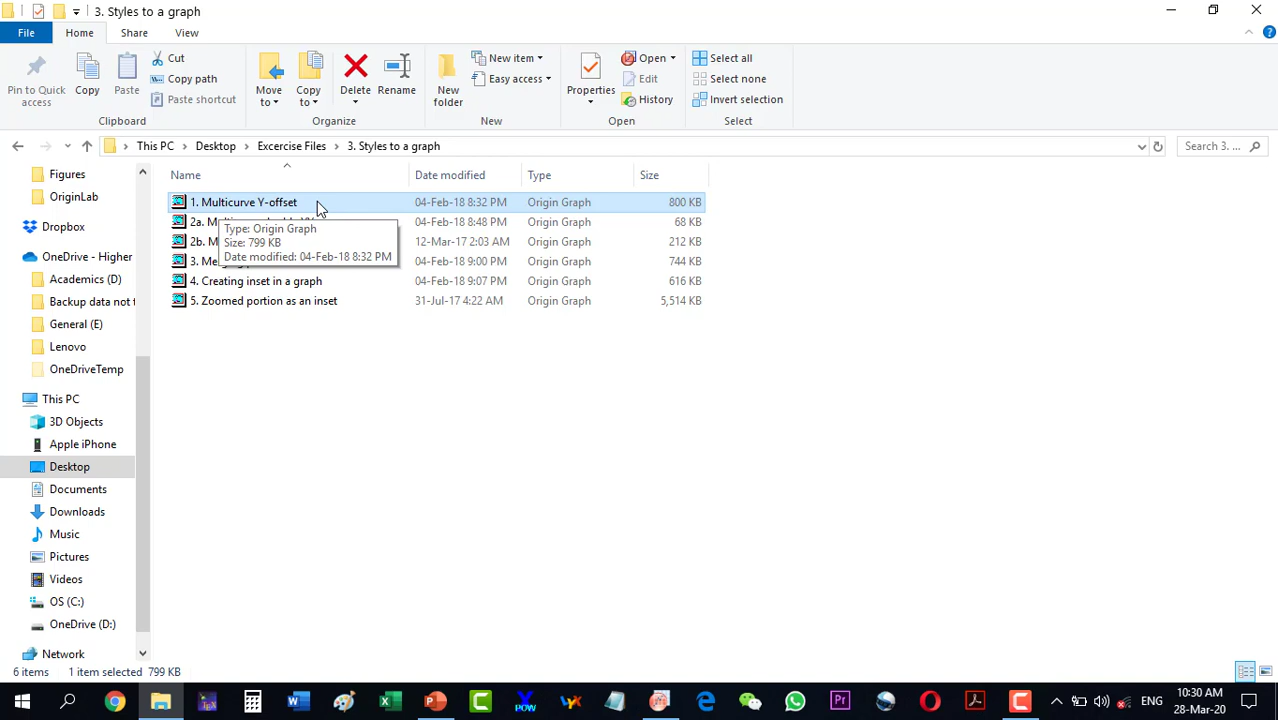 3. Styles to a graph
File
Home
Share
View
Pin to Quick access
Copy
Paste
Cut
Copy path
Paste shortcut
Clipboard
Move to
Copy to
Delete
Rename
Organize
New folder
New item
Easy access
New
Properties
Open
Edit
History
Open
Select all
Select none
Invert selection
Select
This PC
Desktop
Excercise Files
3. Styles to a graph
Search 3. ...
Name
Date modified
Type
Size
1. Multicurve Y-offset 04-Feb-18 8:32 PM Origin Graph 800 KB
2a. 04-Feb-18 8:48 PM Origin Graph 68 KB
2b. M 12-Mar-17 2:03 AM Origin Graph 212 KB
3. 04-Feb-18 9:00 PM Origin Graph 744 KB
4. Creating inset in a graph 04-Feb-18 9:07 PM Origin Graph 616 KB
5. Zoomed portion as an inset 31-Jul-17 4:22 AM Origin Graph 5,514 KB
Type: Origin Graph
Size: 799 KB
Date modified: 04-Feb-18 8:32 PM
Figures
OriginLab
Dropbox
OneDrive - Higher
Academics (D)
Backup data not t
General (E)
Lenovo
OneDriveTemp
This PC
3D Objects
Apple iPhone
Desktop
Documents
Downloads
Music
Pictures
Videos
OS (C:)
OneDrive (D:)
Network
6 items
1 item selected 799 KB
ENG
10:30 AM
28-Mar-20